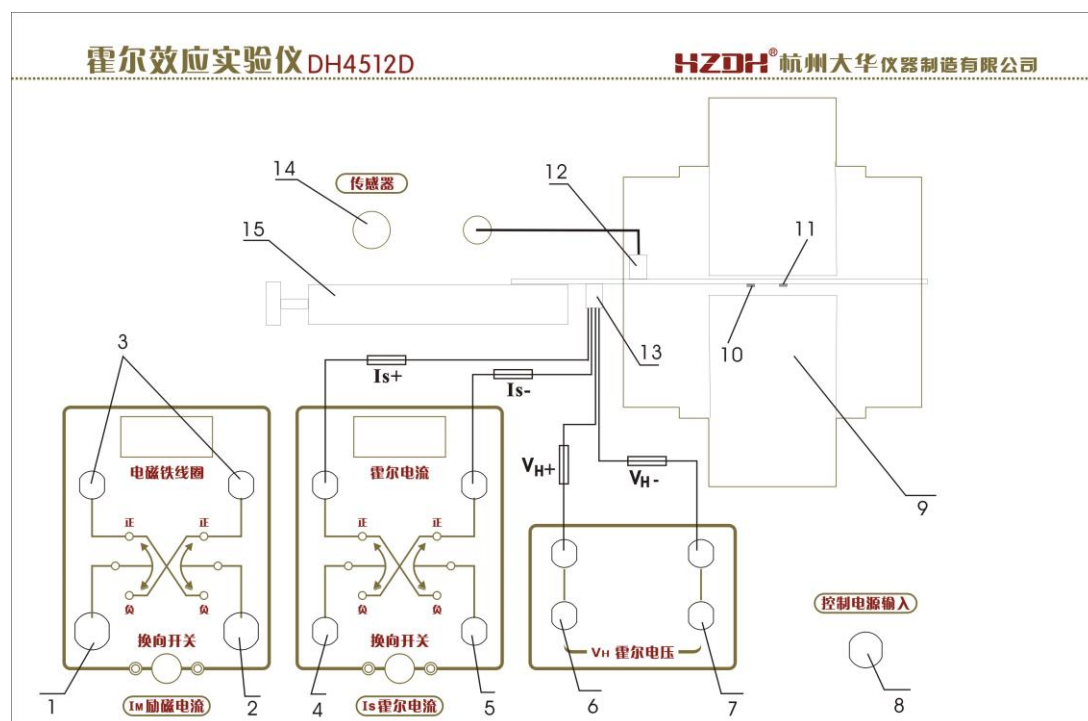 霍尔效应实验仪 DH4512D
HZDH®杭州大华仪器制造有限公司
14
传感器
12
15
11
3
13
10
Is+
Is-
电磁铁线圈
霍尔电流
VH+
VH-
9
正
正
正
正
负
负
负
负
控制电源输入
换向开关
换向开关
VH 霍尔电压
1
IM励磁电流
2
4
Is霍尔电流
5
6
7
8